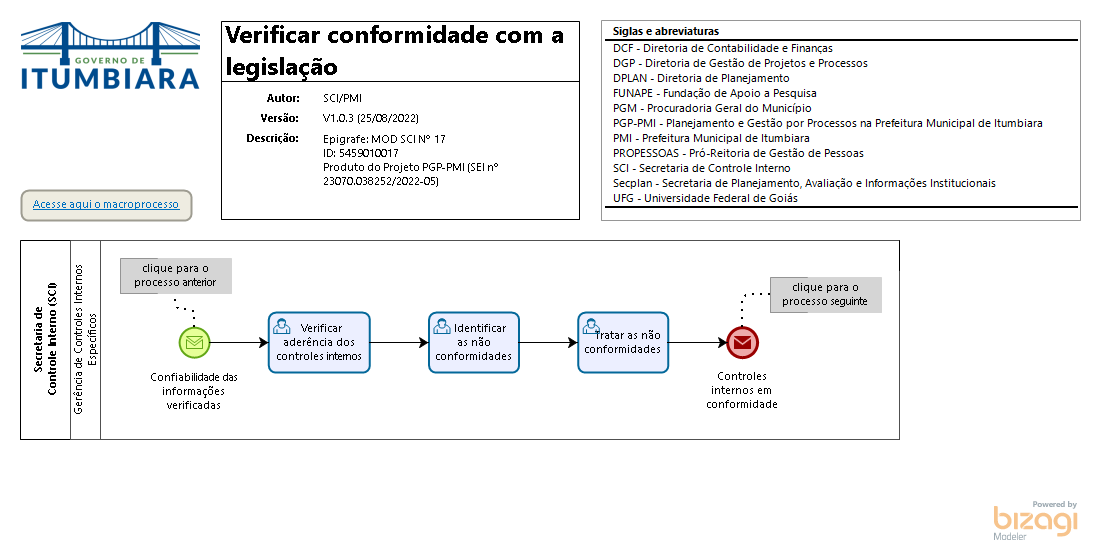 GOVERNO DE
ITUMBIARA
Acesse aqui o macroprocesso
Verificar conformidade com a
legislação
Autor: SCI/PMI
Versão: V1.0.3 (25/08/2022)
Descrição: Epigrafe: MOD SCI Nº 17
ID: 5459010017
Produto do Projeto PGP-PMI (SEI nº
23070.038252/2022-05)
Siglas e abreviaturas
DCF - Diretoria de Contabilidade e Finanças
DGP - Diretoria de Gestão de Projetos e Processos
DPLAN - Diretoria de Planejamento
FUNAPE - Fundação de Apoio a Pesquisa
PGM - Procuradoria Geral do Município
PGP-PMI - Planejamento e Gestão por Processos na Prefeitura Municipal de Itumbiara
PMI - Prefeitura Municipal de Itumbiara
PROPESSOAS - Pró-Reitoria de Gestão de Pessoas
SCI - Secretaria de Controle Interno
Secplan - Secretaria de Planejamento, Avaliação e Informações Institucionais
UFG - Universidade Federal de Goiás
Secretaria de
Controle Interno (SCI)
Gerência de Controles Internos
Específicos
clique para o
processo anterior
Confiabilidade das
informações
verificadas
Verificar
aderência dos
controles internos
Identificar
as não
conformidades
Tratar as não
conformidades
clique para o
processo seguinte
Controles
internos em
conformidade
Powered by
bizagi
Modeler